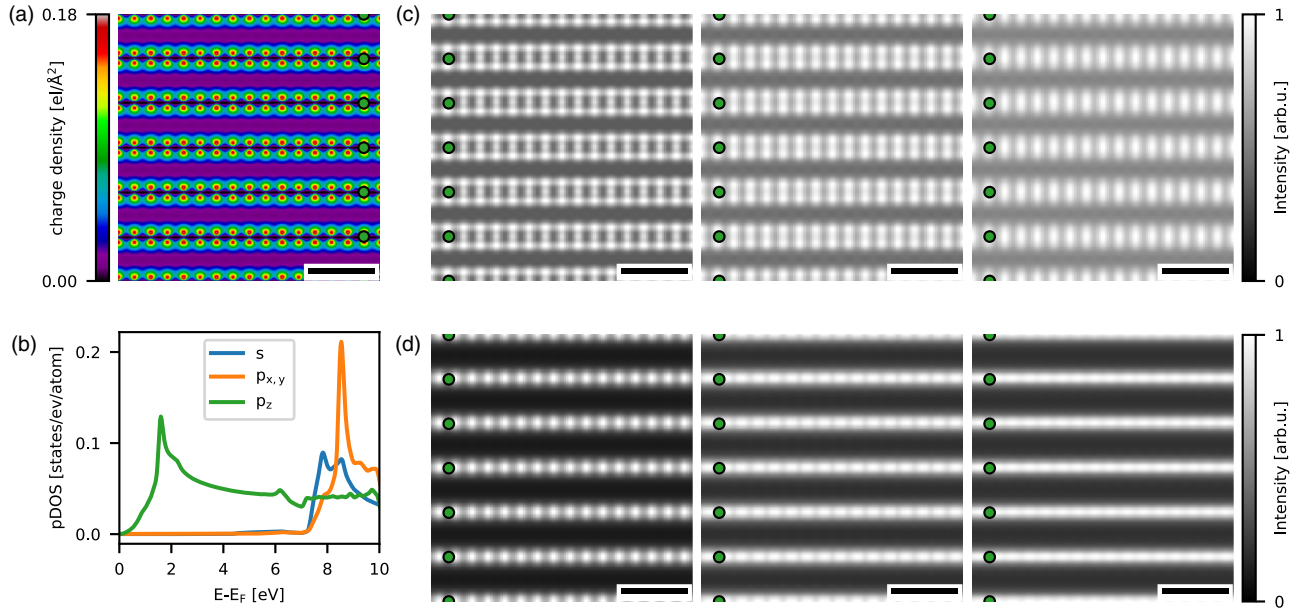 (a)
0.18
charge density [el/Å²]
0.00
(b)
pDOS [states/ev/atom]
0.2
0.1
0.0
s
pₓ,ᵧ
p_z
0
2
4
6
8
10
E-E_F [eV]
(c)
1
Intensity [arb.u.]
0
(d)
1
Intensity [arb.u.]
0